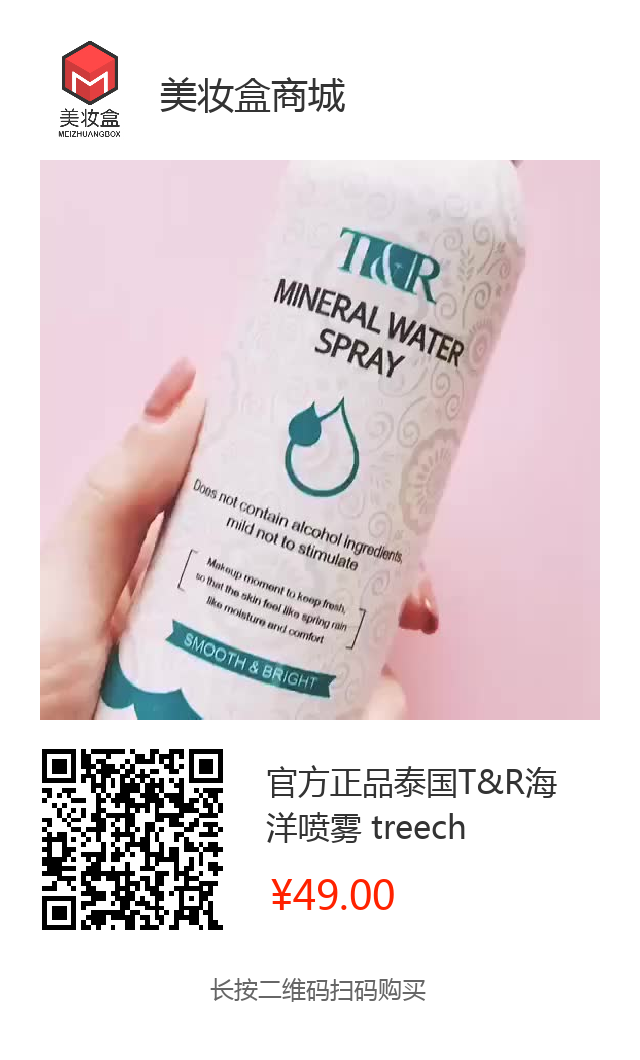 美妆盒
MEIZHUANGBOX
美妆盒商城
T&R
MINERAL WATER
SPRAY
Does not contain alcohol ingredients,
mild not to stimulate
Makeup moment to keep fresh,
so that the skin feel like spring rain
like moisture and comfort
SMOOTH & BRIGHT
官方正品泰国T&R海
洋喷雾 treech
¥49.00
长按二维码扫码购买